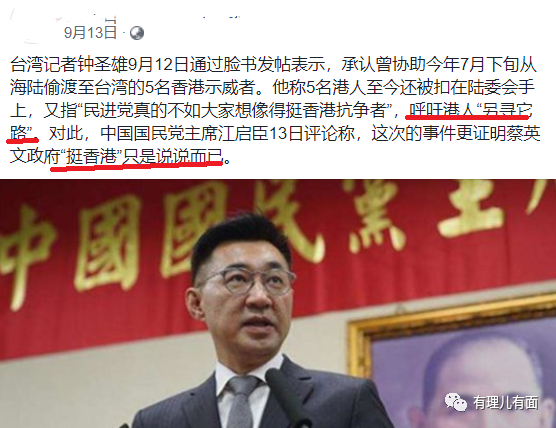 9月13日
台湾记者钟圣雄9月12日通过脸书发帖表示，承认曾协助今年7月下旬从
海陆偷渡至台湾的5名香港示威者。他称5名港人至今还被扣在陆委会手
上，又指“民进党真的不如大家想像得挺香港抗争者”，呼吁港人“另寻它
路”。对此，中国国民党主席江启臣13日评论称，这次的事件更证明蔡英
文政府“挺香港”只是说说而已。
中國國民黨主席
有理儿有面